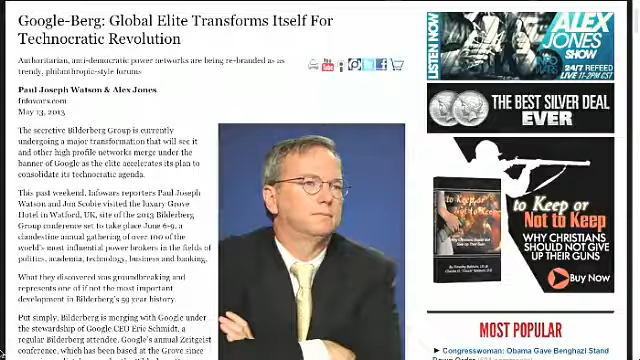 Google-Berg: Global Elite Transforms Itself For
Technocratic Revolution
Authoritarian, anti-democratic power networks are being re-branded as as
trendy, philanthropic-style forums
Paul Joseph Watson & Alex Jones
Infowars.com
May 13, 2013
The secretive Bilderberg Group is currently
undergoing a major transformation that will see it
and other high profile networks merge under the
banner of Google as the elite accelerates its plan to
consolidate its technocratic agenda.
This past weekend, Infowars reporters Paul Joseph
Watson and Jon Scobie visited the luxury Grove
Hotel in Watford, UK, site of the 2013 Bilderberg
Group conference set to take place June 6-9, a
clandestine annual gathering of over 100 of the
world's most influential power brokers in the fields of
politics, academia, technology, business and banking.
What they discovered was groundbreaking and
represents one of if not the most important
development in Bilderberg's 59 year history.
Put simply, Bilderberg is merging with Google under
the stewardship of Google CEO Eric Schmidt, a
regular Bilderberg attendee. Google's annual Zeitgeist
conference, which has been based at the Grove since
LISTEN NOW
ALEX
JONES
SHOW
24/7 REFEED
LIVE 11-2PM CST
THE BEST SILVER DEAL
EVER
to Keep or
Not to Keep
to Keep or
Not to Keep
WHY CHRISTIANS
SHOULD NOT GIVE
UP THEIR GUNS
Buy Now
MOST POPULAR
Congresswoman: Obama Gave Benghazi Stand